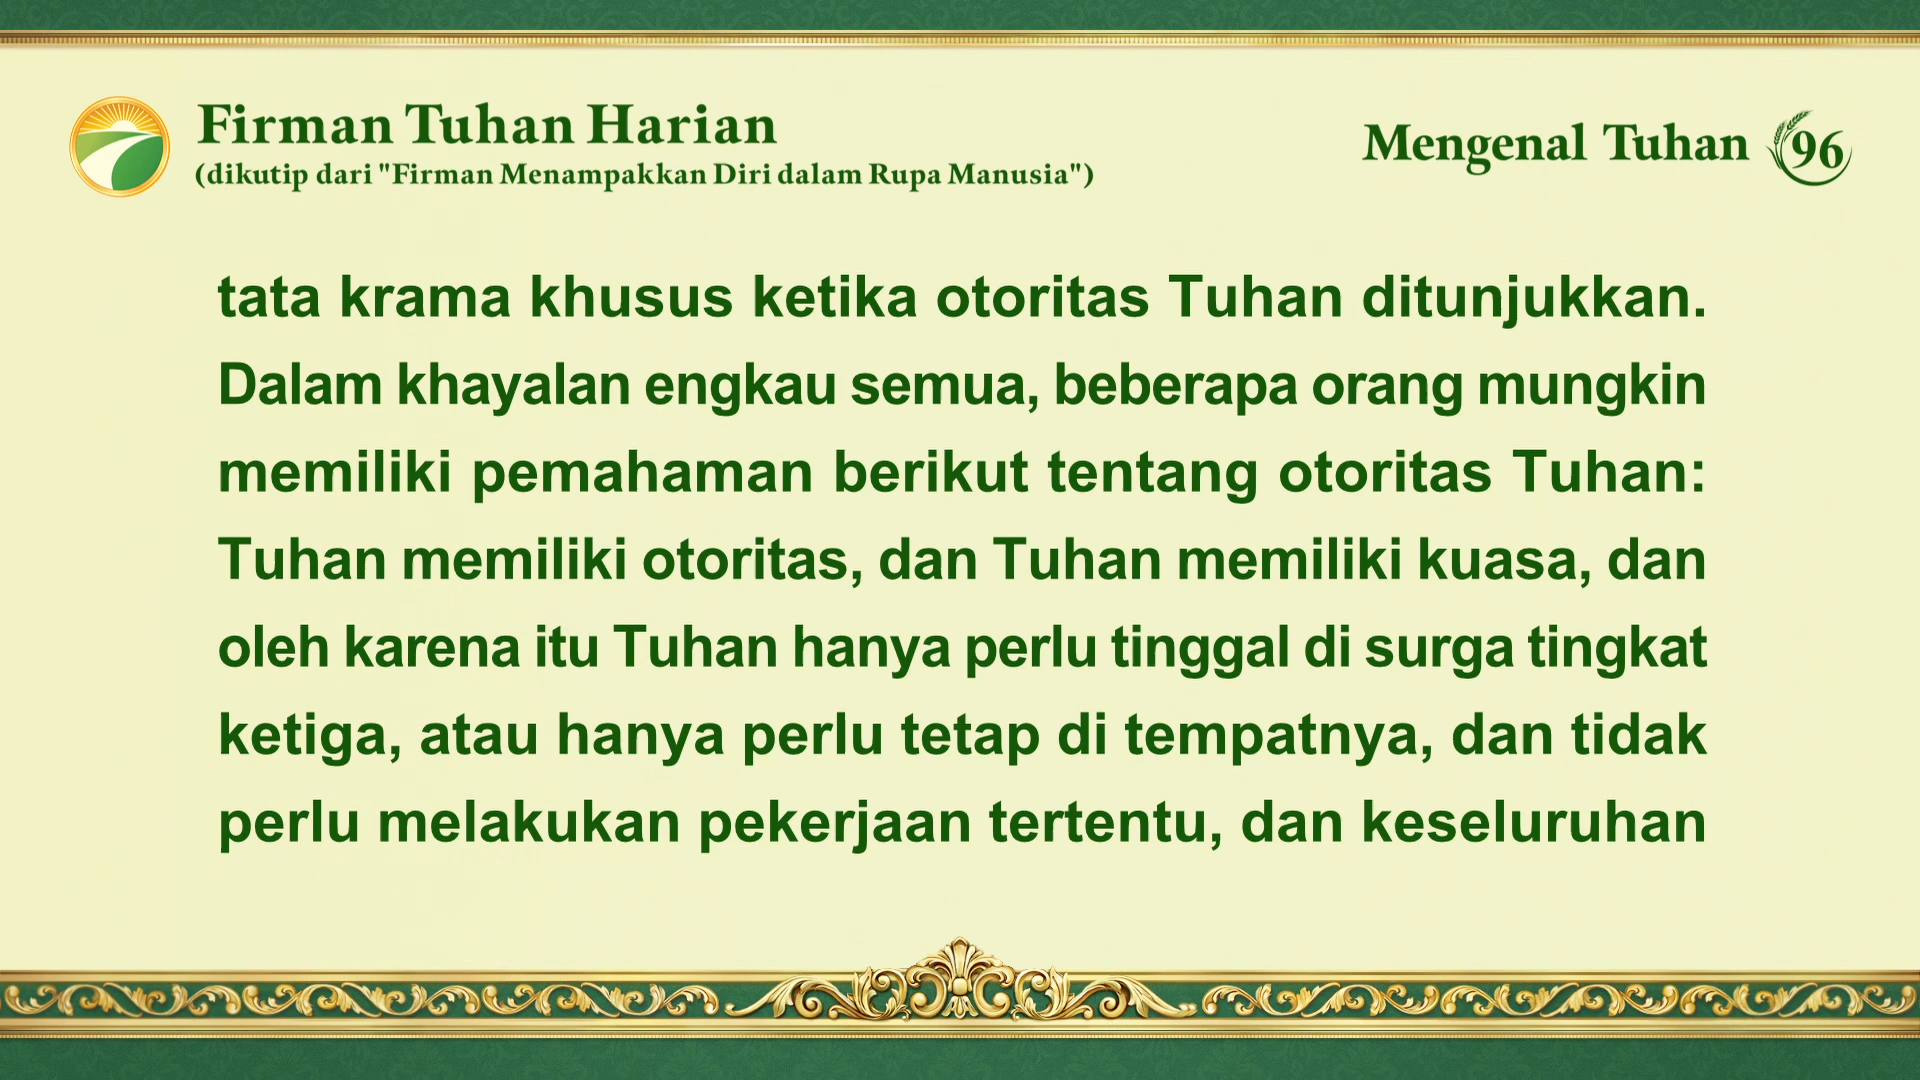 Firman Tuhan Harian
(dikutip dari "Firman Menampakkan Diri dalam Rupa Manusia")
Mengenal Tuhan 96
tata krama khusus ketika otoritas Tuhan ditunjukkan.
Dalam khayalan engkau semua, beberapa orang mungkin
memiliki pemahaman berikut tentang otoritas Tuhan:
Tuhan memiliki otoritas, dan Tuhan memiliki kuasa, dan
oleh karena itu Tuhan hanya perlu tinggal di surga tingkat
ketiga, atau hanya perlu tetap di tempatnya, dan tidak
perlu melakukan pekerjaan tertentu, dan keseluruhan